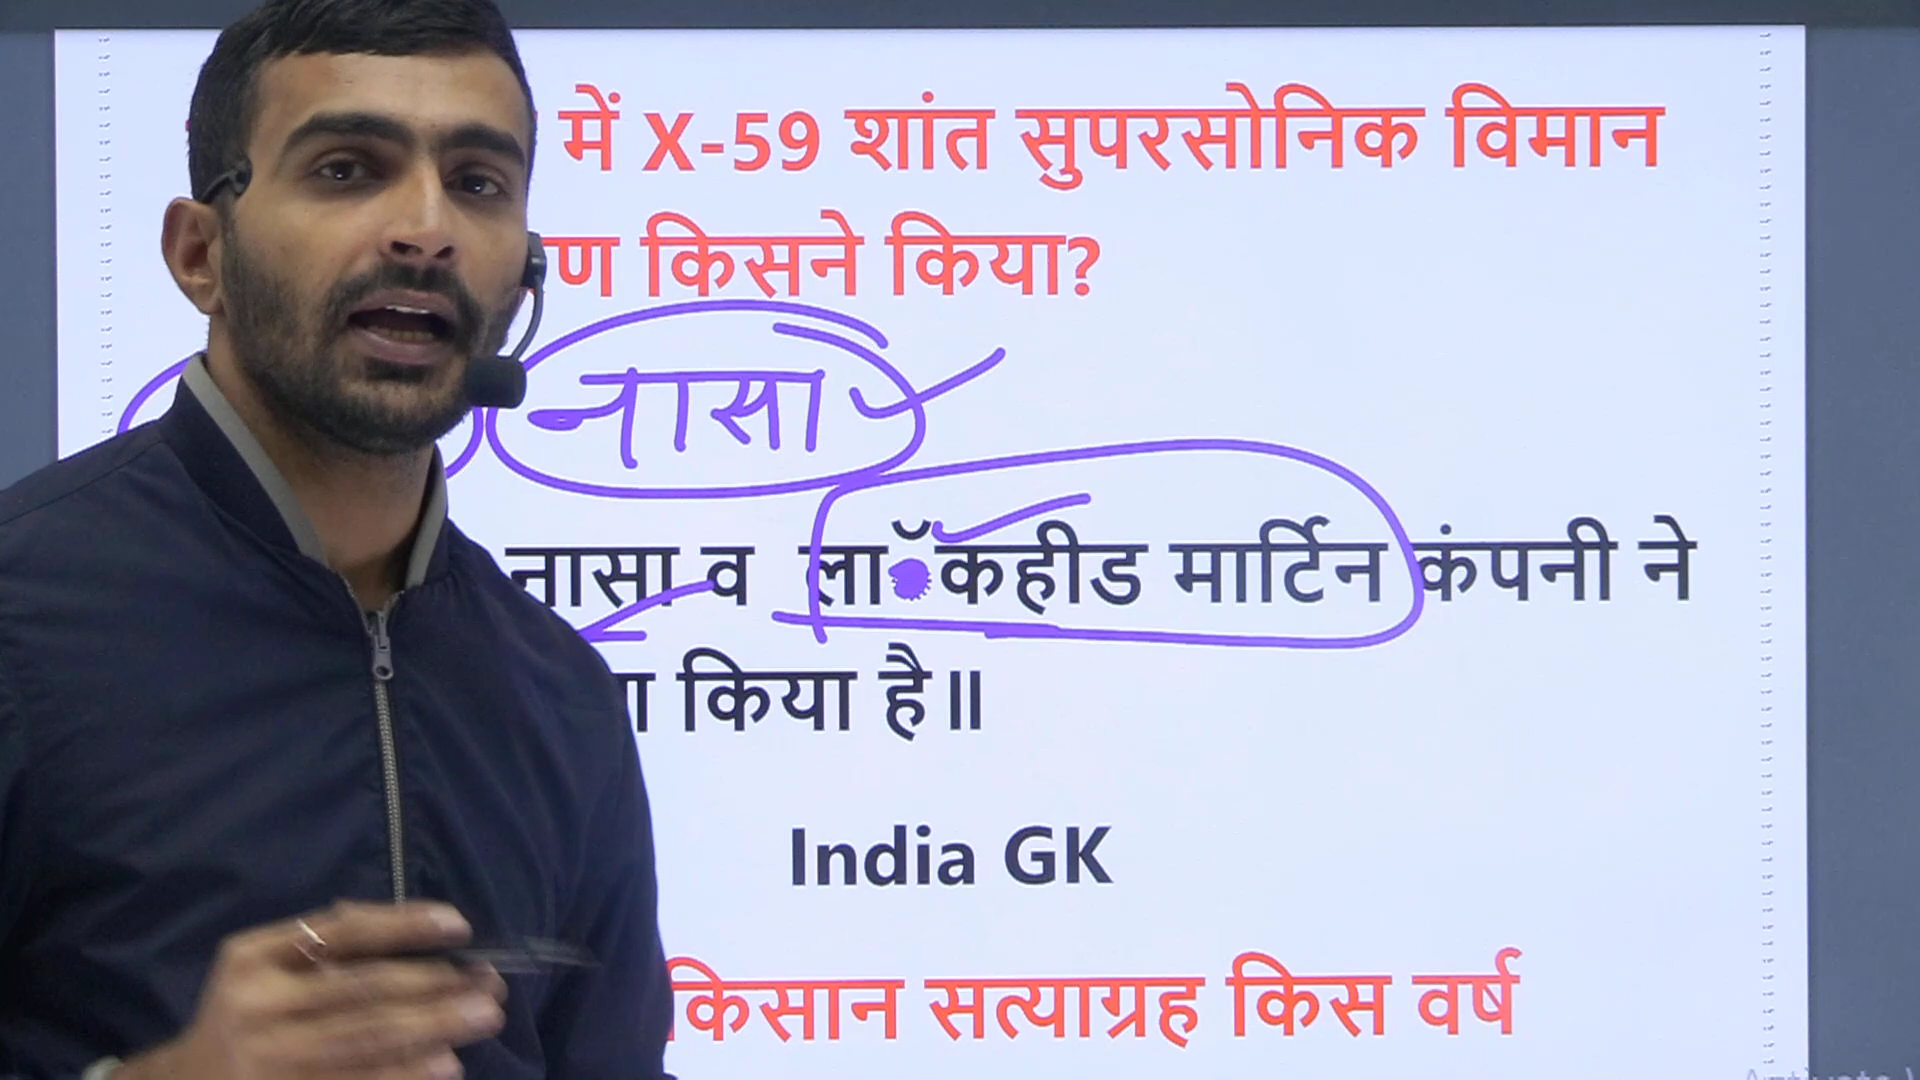 में X-59 शांत सुपरसोनिक विमान
किसने किया?
नासा
नासा व लाॅकहीड मार्टिन कंपनी ने
किया है॥
India GK
किसान सत्याग्रह किस वर्ष